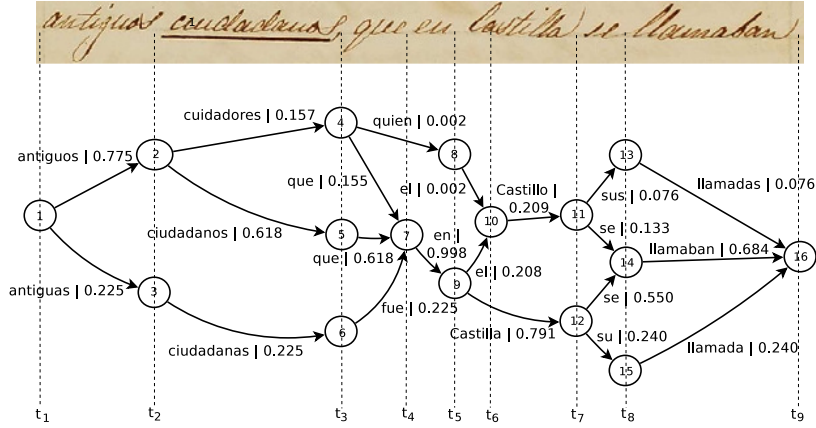 antiguos ciudadanos, que en Castilla se llamaban
cuidadores | 0.157
4
quien | 0.002
antiguos | 0.775
2
8
13
que | 0.155
el | 0.002
Castillo | 0.209
sus | 0.076
llamadas | 0.076
1
ciudadanos | 0.618
5
que | 0.618
7
en | 0.998
10
11
se | 0.133
llamaban | 0.684
16
14
el | 0.208
antiguas | 0.225
3
9
fue | 0.225
se | 0.550
6
Castilla | 0.791
12
su | 0.240
ciudadanas | 0.225
15
llamada | 0.240
t1 t2 t3 t4 t5 t6 t7 t8 t9